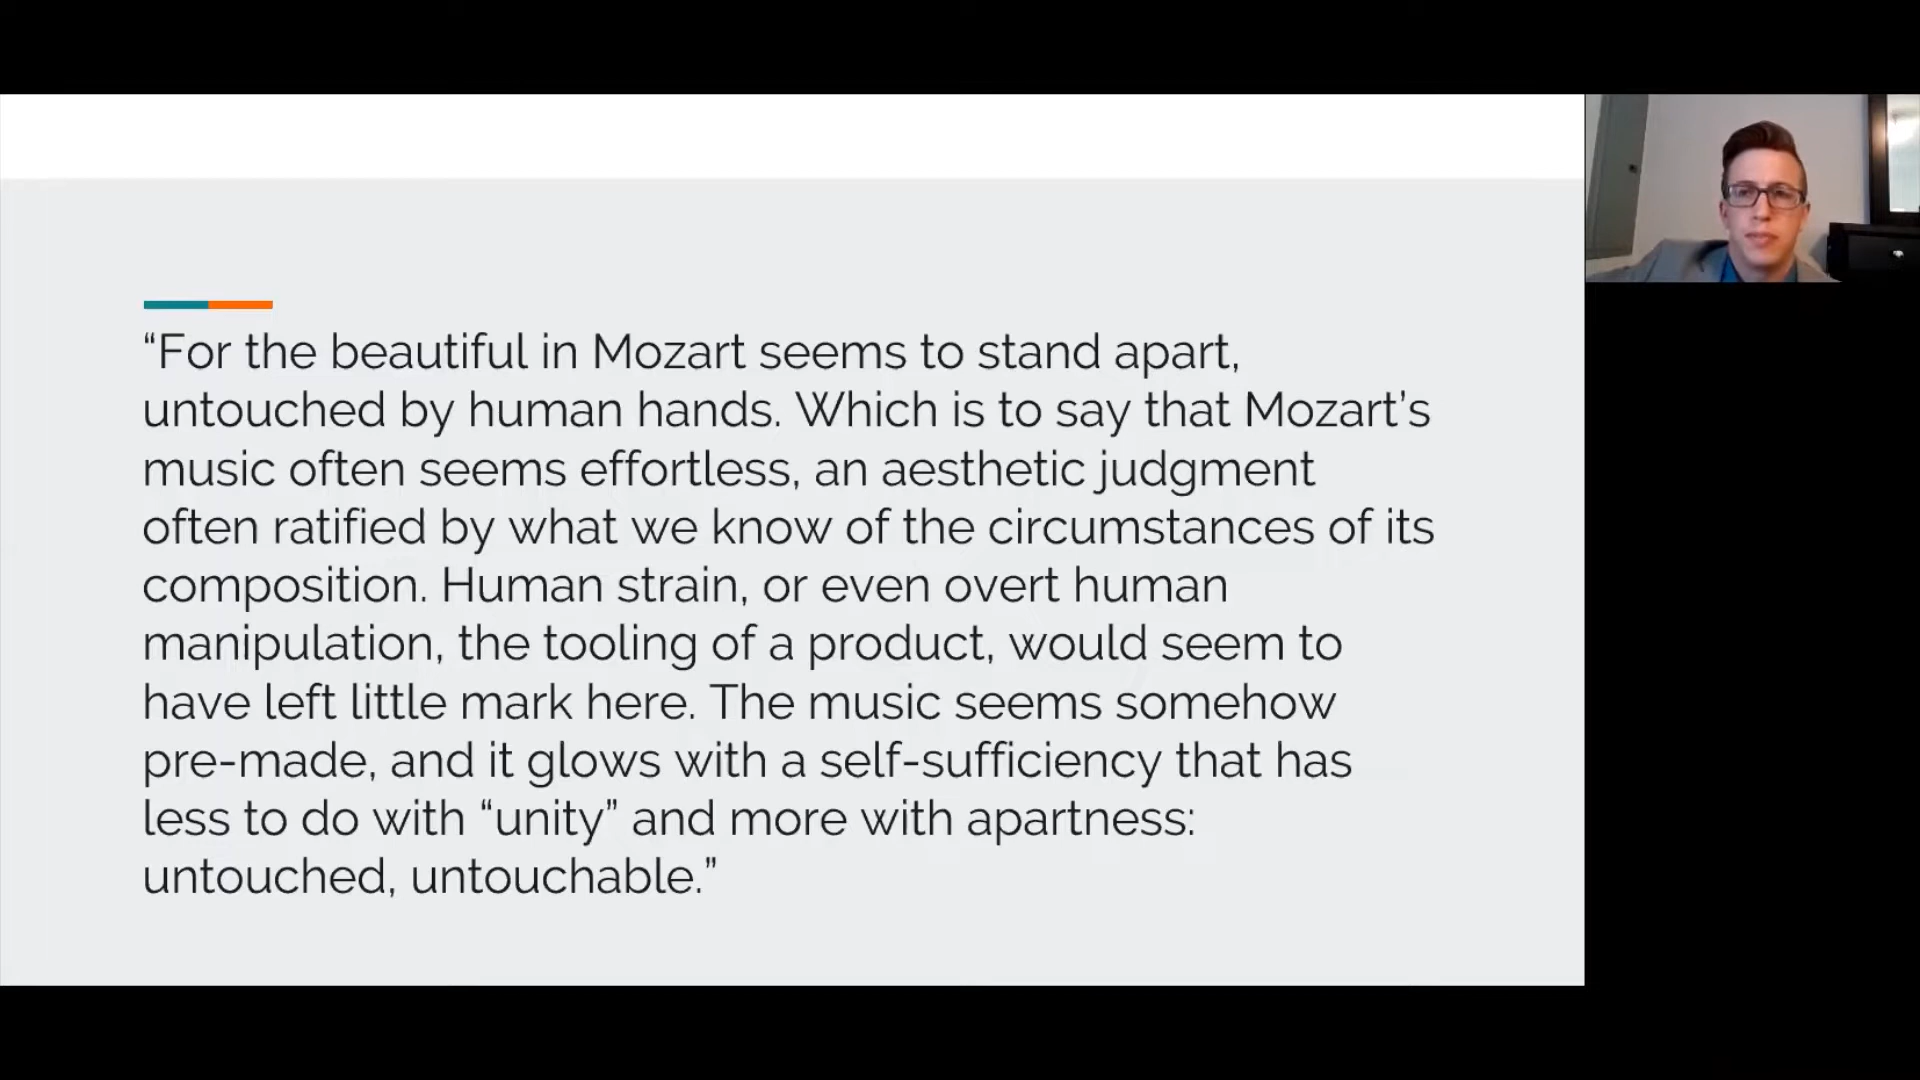 “For the beautiful in Mozart seems to stand apart,
untouched by human hands. Which is to say that Mozart’s
music often seems effortless, an aesthetic judgment
often ratified by what we know of the circumstances of its
composition. Human strain, or even overt human
manipulation, the tooling of a product, would seem to
have left little mark here. The music seems somehow
pre-made, and it glows with a self-sufficiency that has
less to do with “unity” and more with apartness:
untouched, untouchable.”